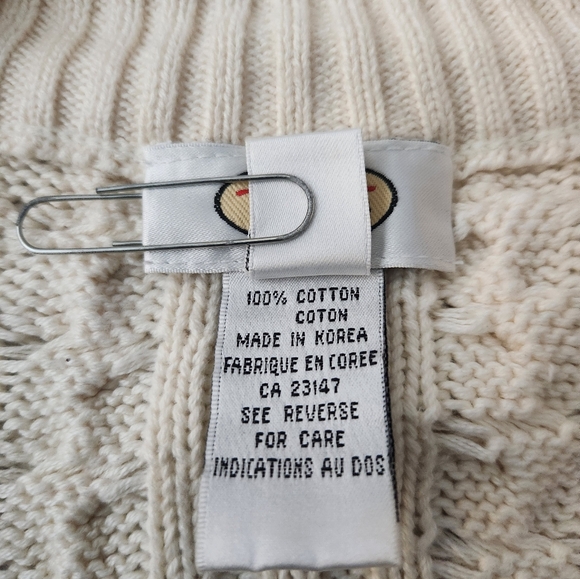 100% COTTON
COTON
MADE IN KOREA
FABRIQUE EN COREE
CA 23147
SEE REVERSE
FOR CARE
INDICATIONS AU DOS